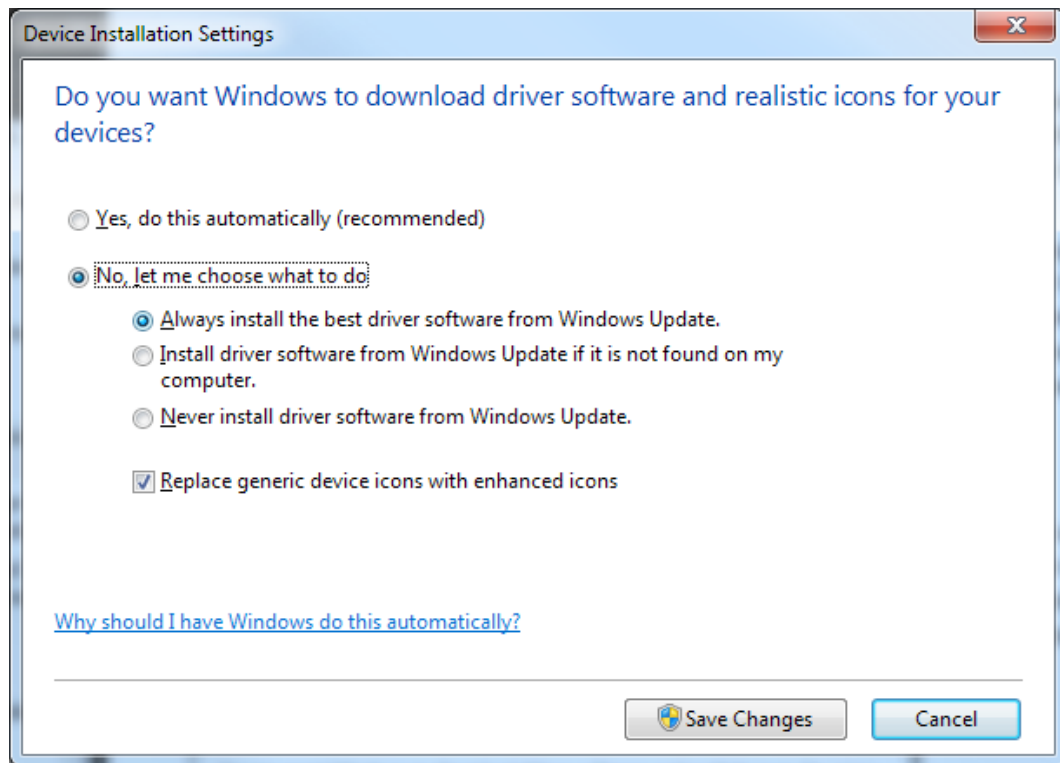 Device Installation Settings
Do you want Windows to download driver software and realistic icons for your
devices?
Yes, do this automatically (recommended)
No, let me choose what to do
Always install the best driver software from Windows Update.
Install driver software from Windows Update if it is not found on my
computer.
Never install driver software from Windows Update.
Replace generic device icons with enhanced icons
Why should I have Windows do this automatically?
Save Changes
Cancel